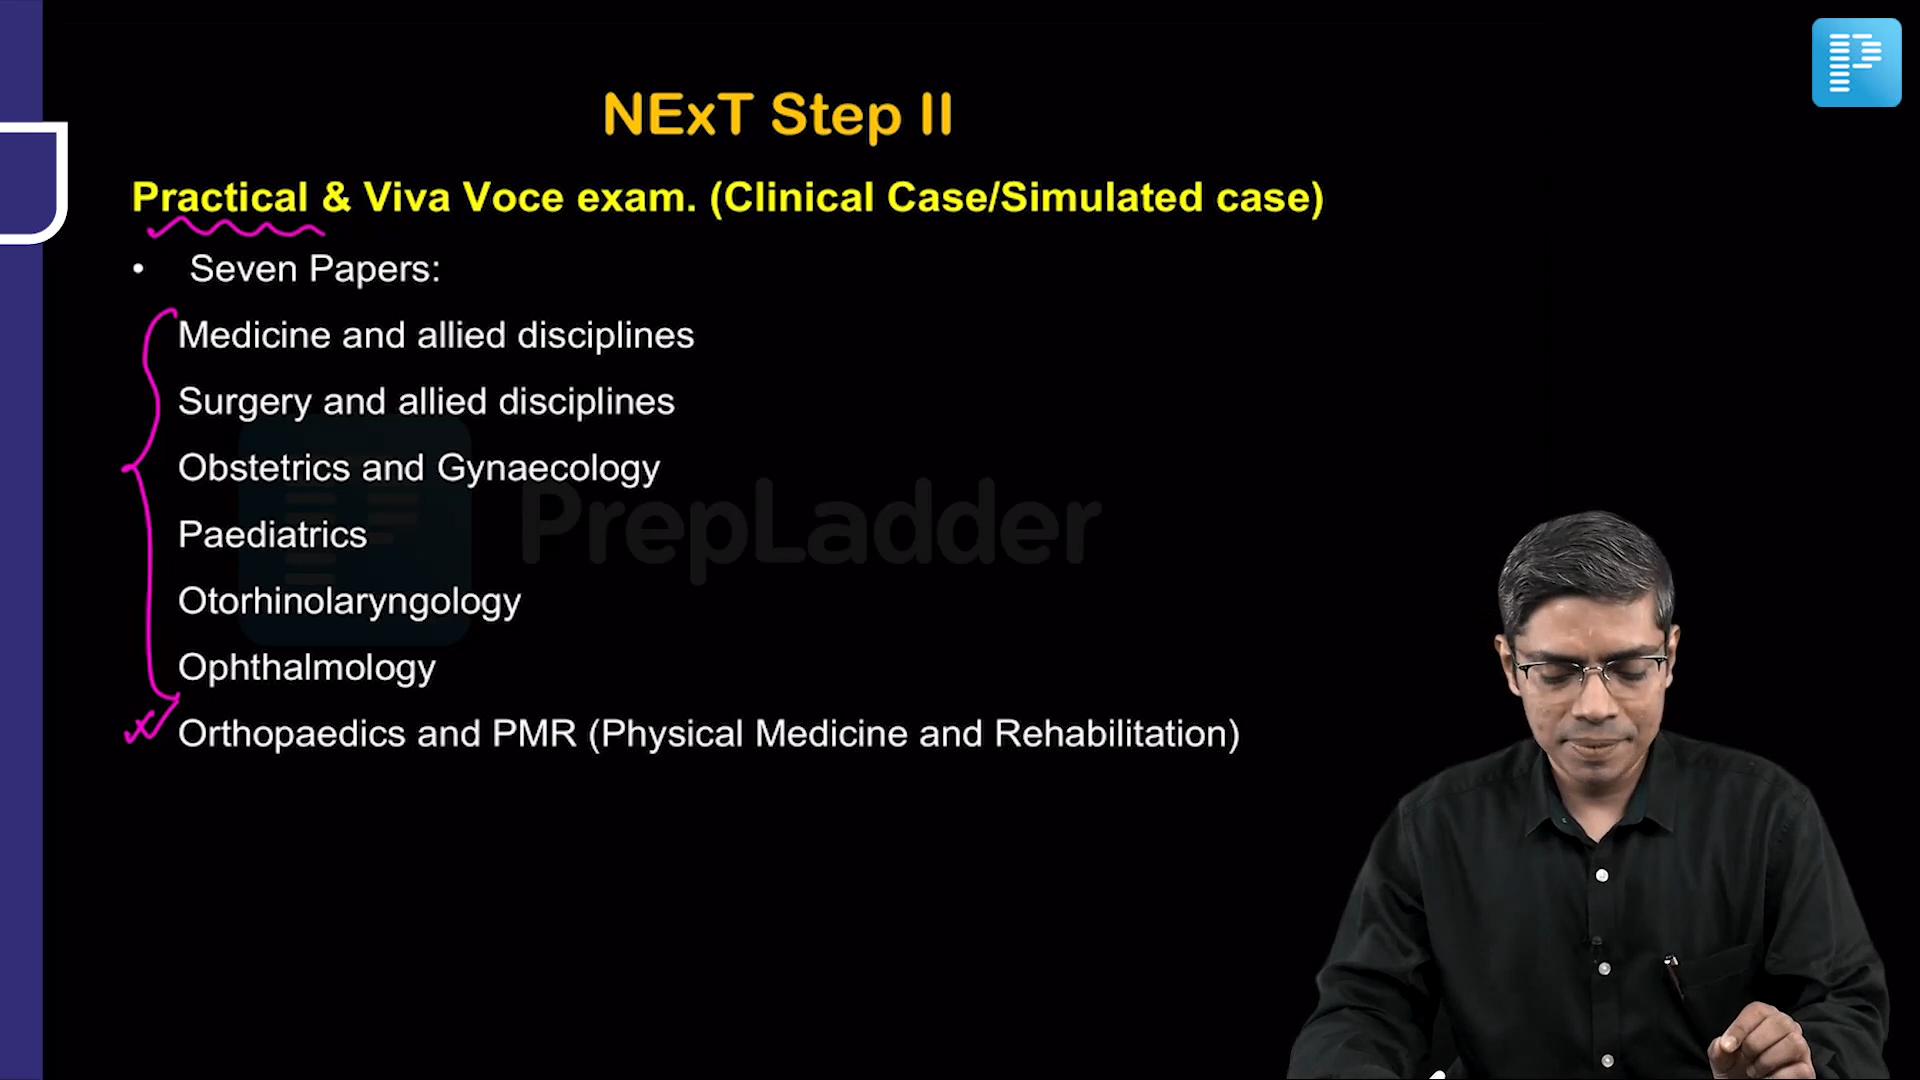 NExT Step II
Practical & Viva Voce exam. (Clinical Case/Simulated case)
• Seven Papers:
Medicine and allied disciplines
Surgery and allied disciplines
Obstetrics and Gynaecology
Paediatrics
Otorhinolaryngology
Ophthalmology
Orthopaedics and PMR (Physical Medicine and Rehabilitation)
PrepLadder